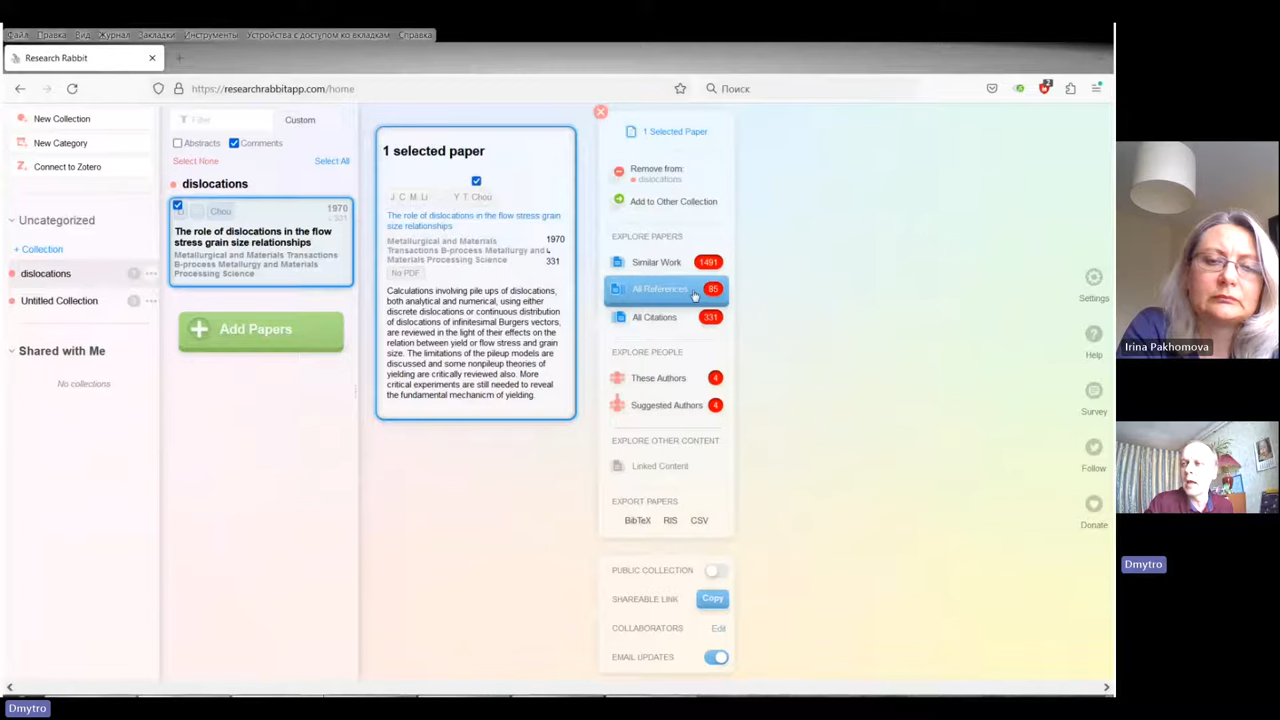 Файл Правка Вид Журнал Закладки Инструменты Устройства с доступом ко вкладкам Справка
Research Rabbit
https://researchrabbitapp.com/home
Поиск
2
New Collection
New Category
Connect to Zotero
Uncategorized
+ Collection
dislocations
Untitled Collection
Shared with Me
No collections
Filter
Custom
Abstracts
Comments
Select None
Select All
dislocations
Chou
1970
331
The role of dislocations in the flow
stress grain size relationships
Metallurgical and Materials
Transactions B-process Metallurgy and
Materials Processing Science
Add Papers
1 selected paper
J C M Li
Y T Chou
The role of dislocations in the flow stress grain
size relationships
Metallurgical and Materials
Transactions B-process Metallurgy and
Materials Processing Science
1970
331
No PDF
Calculations involving pile ups of dislocations,
both analytical and numerical, using either
discrete dislocations or continuous distribution
of dislocations of infinitesimal Burgers vectors,
are reviewed in the light of their effects on the
relation between yield or flow stress and grain
size. The limitations of the pileup models are
discussed and some nonpileup theories of
yielding are critically reviewed also. More
critical experiments are still needed to reveal
the fundamental mechanicm of yielding.
1 Selected Paper
Remove from:
dislocations
Add to Other Collection
EXPLORE PAPERS
Similar Work 1491
All References 85
All Citations 331
EXPLORE PEOPLE
These Authors 4
Suggested Authors 4
EXPLORE OTHER CONTENT
Linked Content
EXPORT PAPERS
BibTeX RIS CSV
PUBLIC COLLECTION
SHAREABLE LINK Copy
COLLABORATORS Edit
EMAIL UPDATES
Settings
Help
Survey
Follow
Donate
Irina Pakhomova
Dmytro
Dmytro